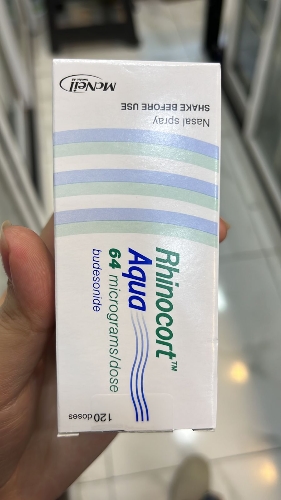 Rhinocort™
Aqua
64 micrograms/dose
budesonide
120 doses
Nasal spray
SHAKE BEFORE USE
McNeil